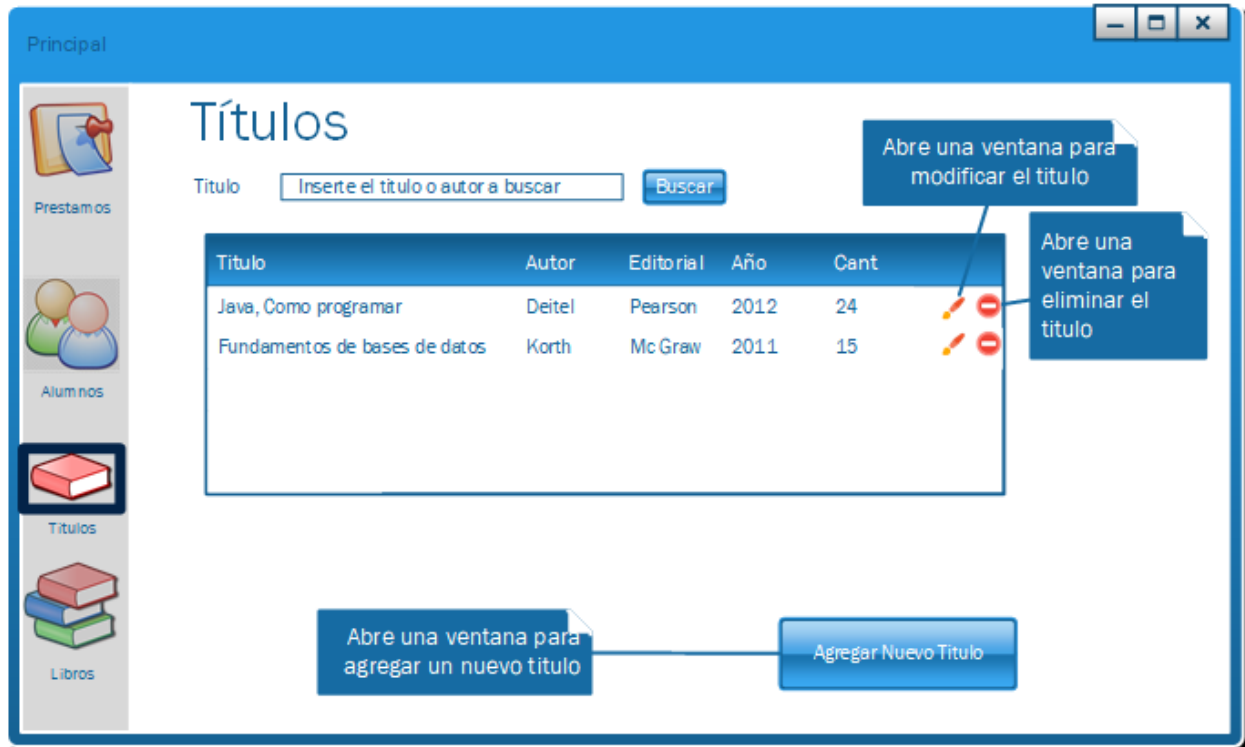 Principal
Títulos
Titulo Inserte el titulo o autor a buscar Buscar
Abre una ventana para
modificar el titulo
Abre una
ventana para
eliminar el
titulo
Titulo Autor Editorial Año Cant
Java, Como programar Deitel Pearson 2012 24
Fundamentos de bases de datos Korth Mc Graw 2011 15
Prestamos
Alumnos
Titulos
Libros
Abre una ventana para
agregar un nuevo titulo
Agregar Nuevo Titulo